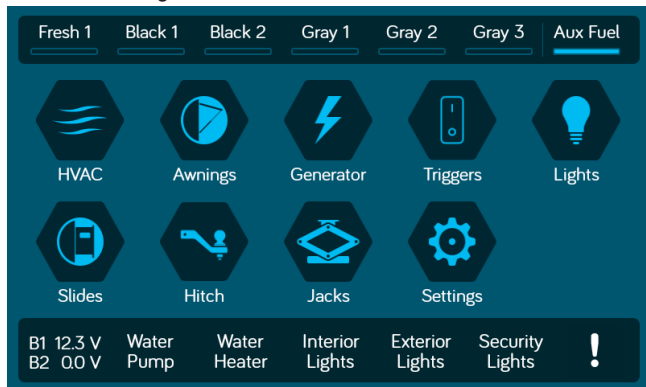 Fresh 1 Black 1 Black 2 Gray 1 Gray 2 Gray 3 Aux Fuel
HVAC Awnings Generator Triggers Lights
Slides Hitch Jacks Settings
B1 12.3 V Water Water Interior Exterior Security
B2 0.0 V Pump Heater Lights Lights Lights !